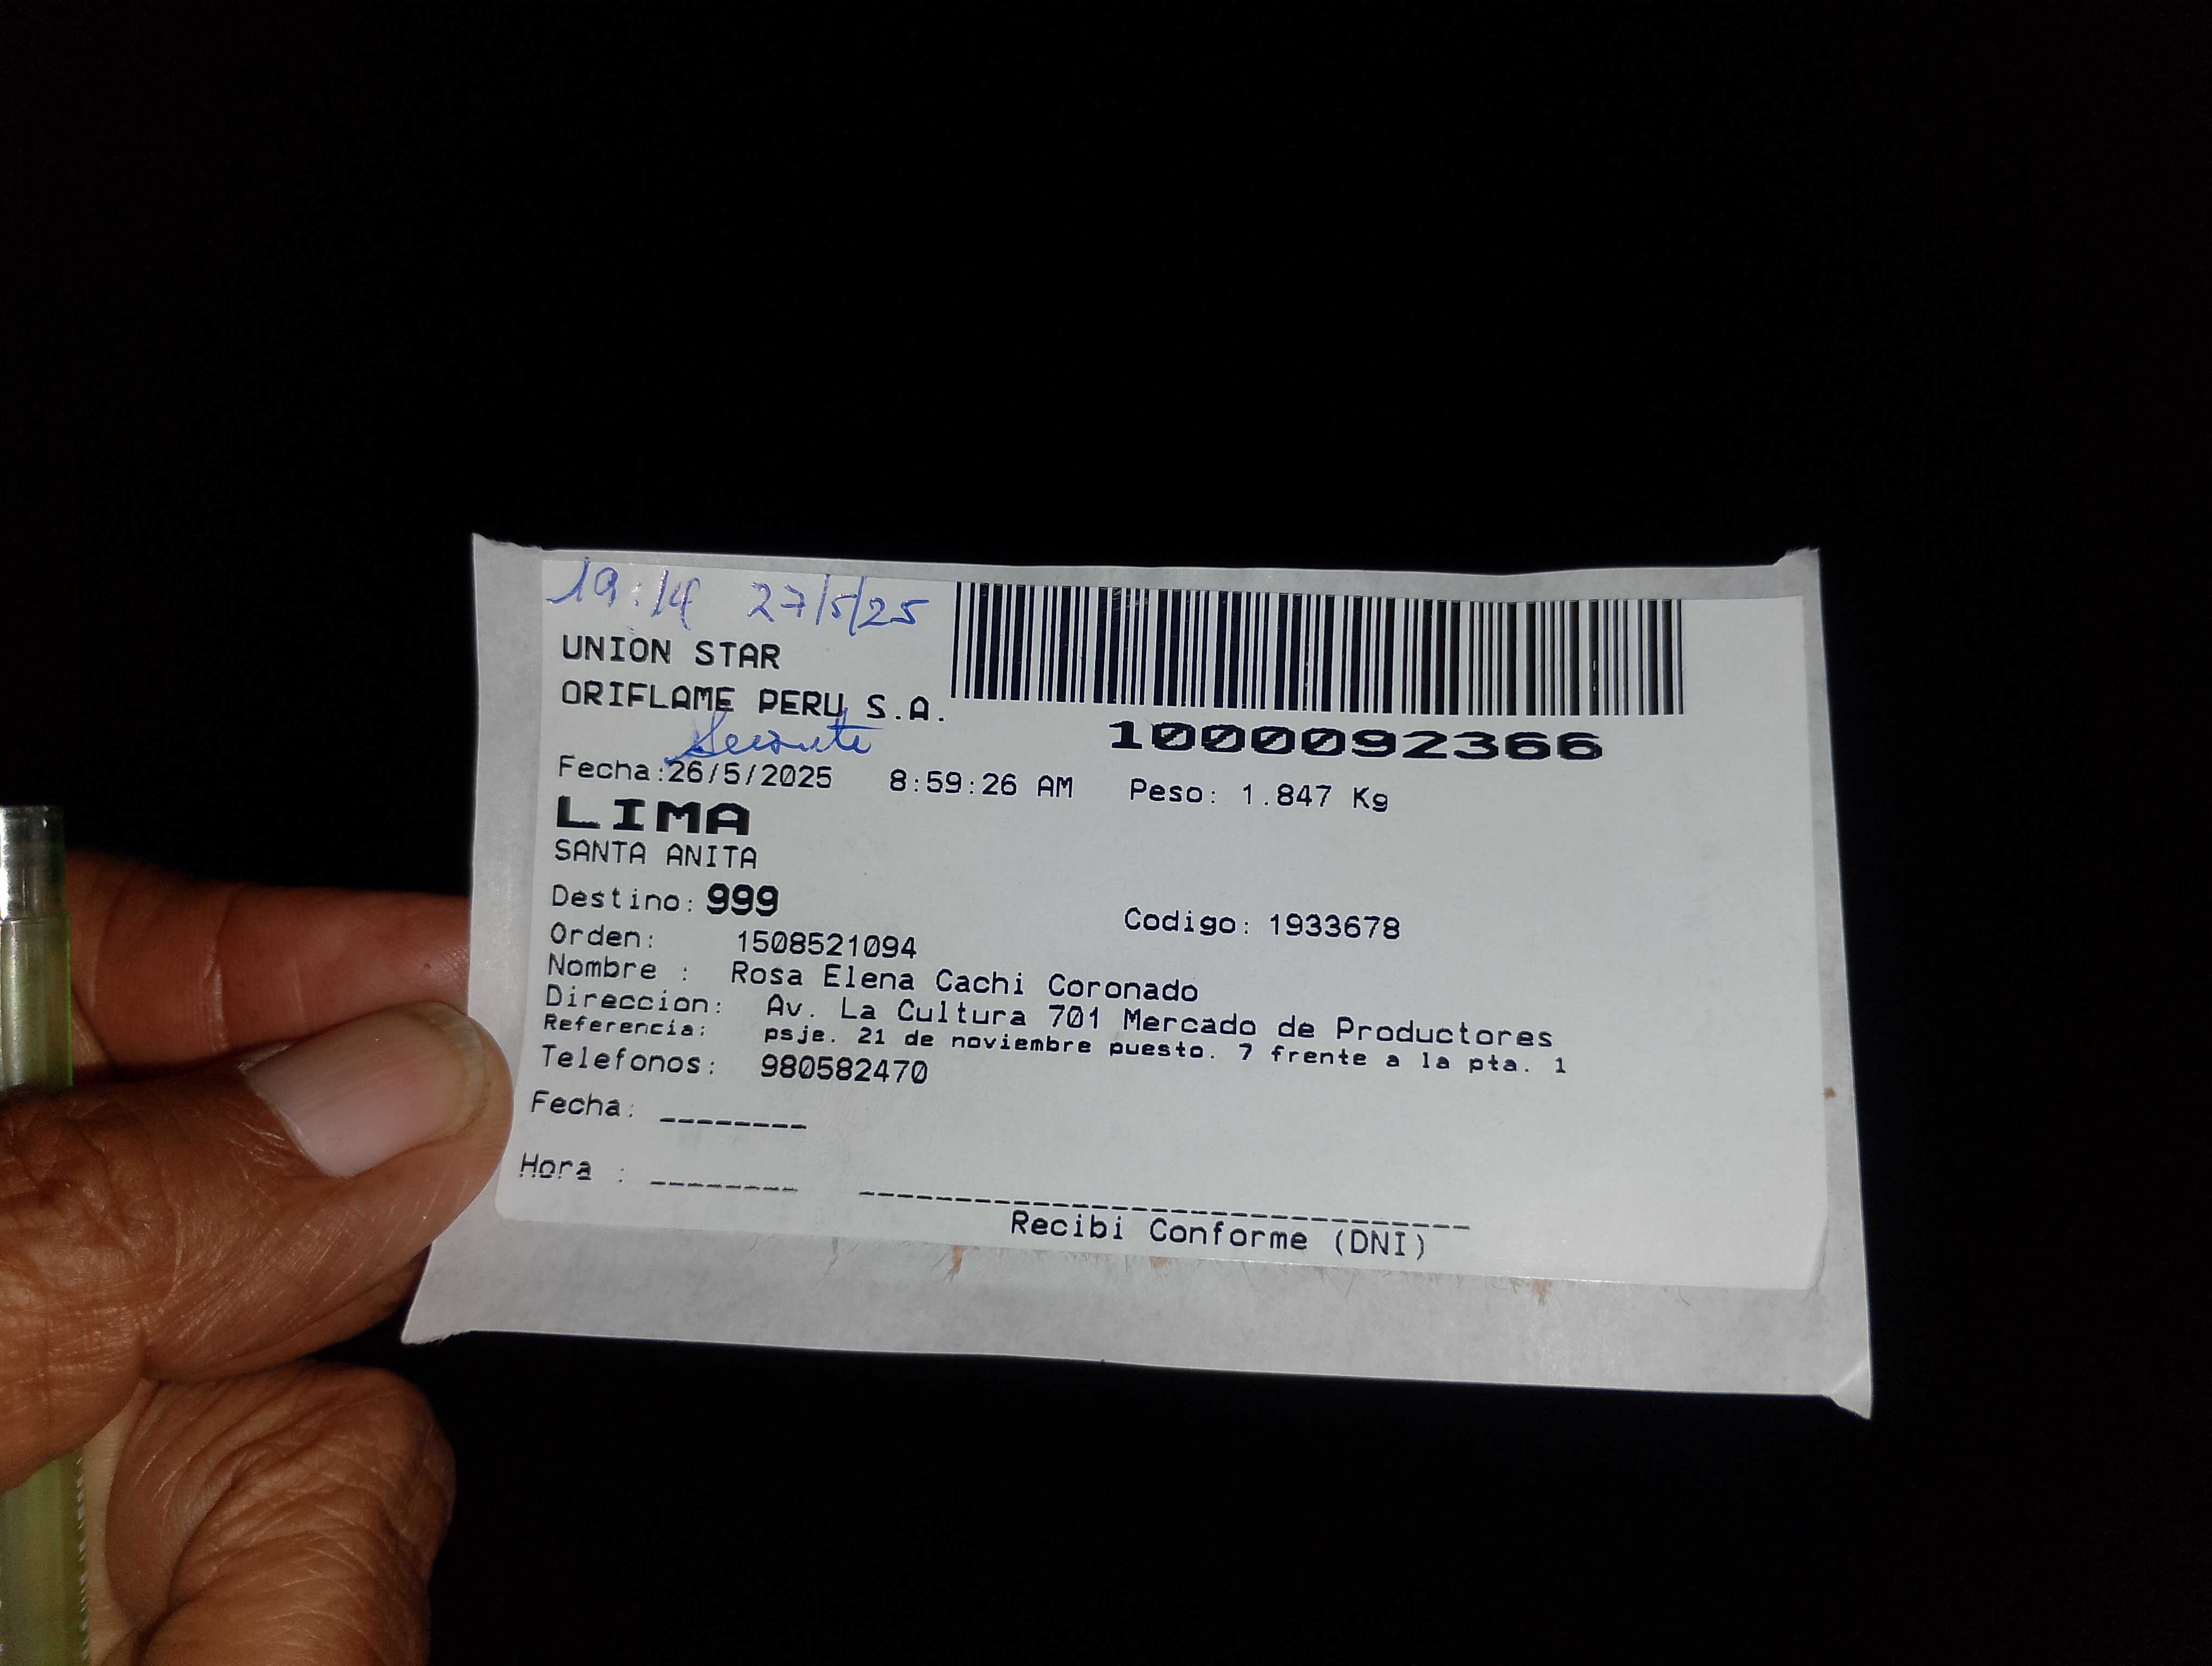 19:14 27/5/25
UNION STAR
ORIFLAME PERU S.A.
1000092366
Fecha:26/5/2025 8:59:26 AM Peso: 1.847 Kg
LIMA
SANTA ANITA
Destino: 999 Codigo: 1933678
Orden: 1508521094
Nombre : Rosa Elena Cachi Coronado
Direccion: Av. La Cultura 701 Mercado de Productores
Referencia: psje. 21 de noviembre puesto. 7 frente a la pta. 1
Telefonos: 980582470
Fecha: --------
Hora : --------
Recibi Conforme (DNI)